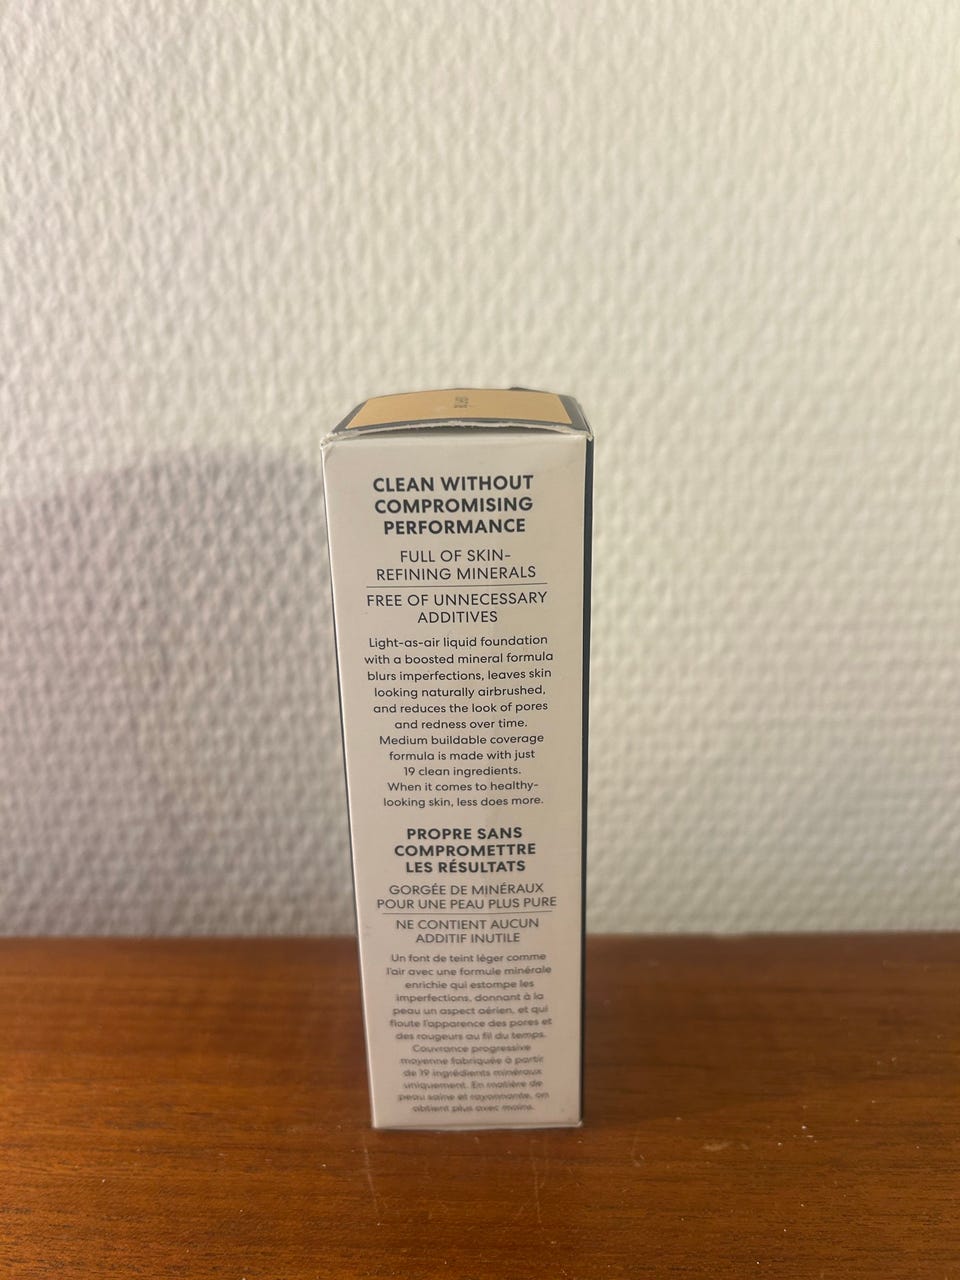 CLEAN WITHOUT
COMPROMISING
PERFORMANCE
FULL OF SKIN-
REFINING MINERALS
FREE OF UNNECESSARY
ADDITIVES
Light-as-air liquid foundation
with a boosted mineral formula
blurs imperfections, leaves skin
looking naturally airbrushed,
and reduces the look of pores
and redness over time.
Medium buildable coverage
formula is made with just
19 clean ingredients.
When it comes to healthy-
looking skin, less does more.
PROPRE SANS
COMPROMETTRE
LES RÉSULTATS
GORGÉE DE MINÉRAUX
POUR UNE PEAU PLUS PURE
NE CONTIENT AUCUN
ADDITIF INUTILE
Un font de teint léger comme
l'air avec une formule minérale
enrichie qui estompe les
imperfections, donnant à la
peau un aspect aérien, et qui
floute l'apparence des pores et
des rougeurs au fil du temps.
Couvrance progressive
moyenne fabriquée à partir
de 19 ingrédients minéraux
uniquement. En matière de
peau saine et rayonnante, on
obtient plus avec moins.